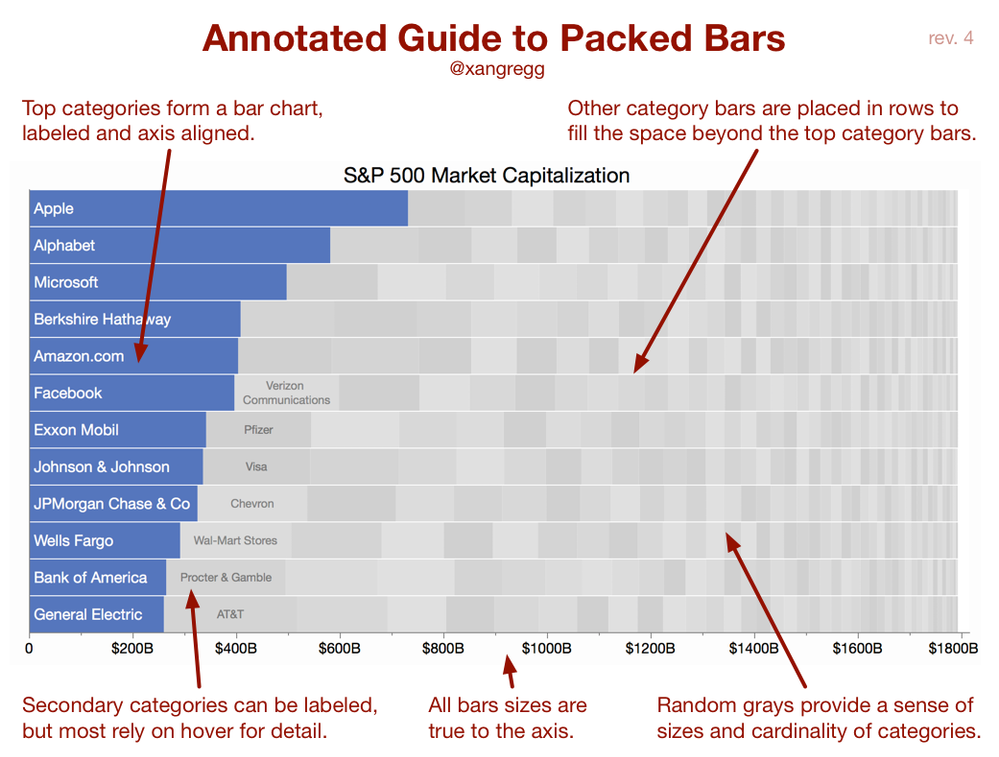 Annotated Guide to Packed Bars
rev. 4
@xangregg
Top categories form a bar chart,
labeled and axis aligned.
Other category bars are placed in rows to
fill the space beyond the top category bars.
S&P 500 Market Capitalization
Apple
Alphabet
Microsoft
Berkshire Hathaway
Amazon.com
Facebook
Verizon
Communications
Exxon Mobil
Pfizer
Johnson & Johnson
Visa
JPMorgan Chase & Co
Chevron
Wells Fargo
Wal-Mart Stores
Bank of America
Procter & Gamble
General Electric
AT&T
0
$200B
$400B
$600B
$800B
$1000B
$1200B
$1400B
$1600B
$1800B
Secondary categories can be labeled,
but most rely on hover for detail.
All bars sizes are
true to the axis.
Random grays provide a sense of
sizes and cardinality of categories.